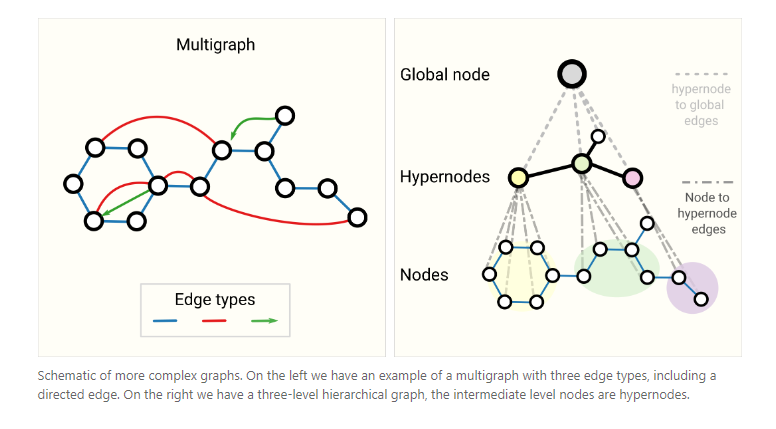 Multigraph
Edge types
Global node
hypernode
to global
edges
Hypernodes
Node to
hypernode
edges
Nodes
Schematic of more complex graphs. On the left we have an example of a multigraph with three edge types, including a
directed edge. On the right we have a three-level hierarchical graph, the intermediate level nodes are hypernodes.